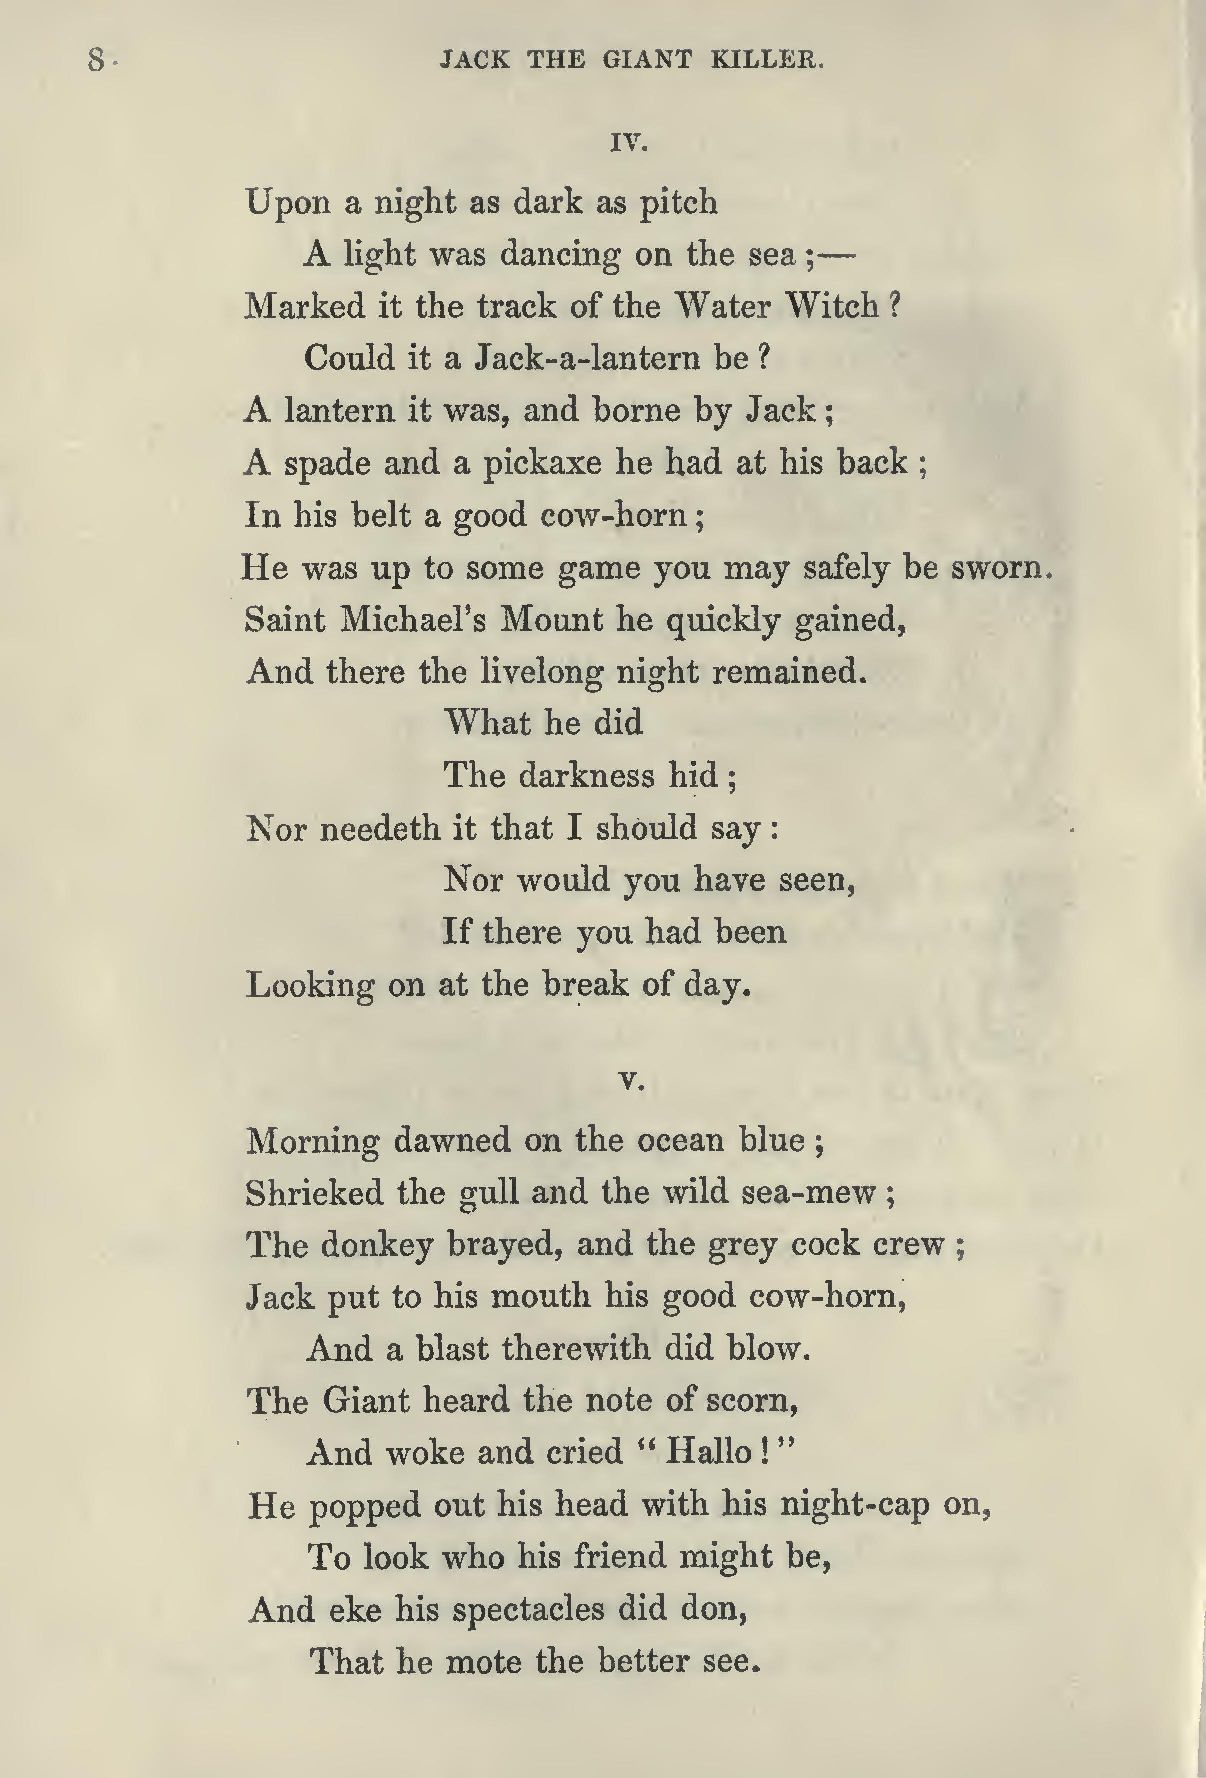 8
JACK THE GIANT KILLER.
IV.
Upon a night as dark as pitch
A light was dancing on the sea;—
Marked it the track of the Water Witch?
Could it a Jack-a-lantern be?
A lantern it was, and borne by Jack;
A spade and a pickaxe he had at his back;
In his belt a good cow-horn;
He was up to some game you may safely be sworn.
Saint Michael's Mount he quickly gained,
And there the livelong night remained.
What he did
The darkness hid;
Nor needeth it that I should say:
Nor would you have seen,
If there you had been
Looking on at the break of day.
V.
Morning dawned on the ocean blue;
Shrieked the gull and the wild sea-mew;
The donkey brayed, and the grey cock crew;
Jack put to his mouth his good cow-horn,
And a blast therewith did blow.
The Giant heard the note of scorn,
And woke and cried “Hallo!”
He popped out his head with his night-cap on,
To look who his friend might be,
And eke his spectacles did don,
That he mote the better see.